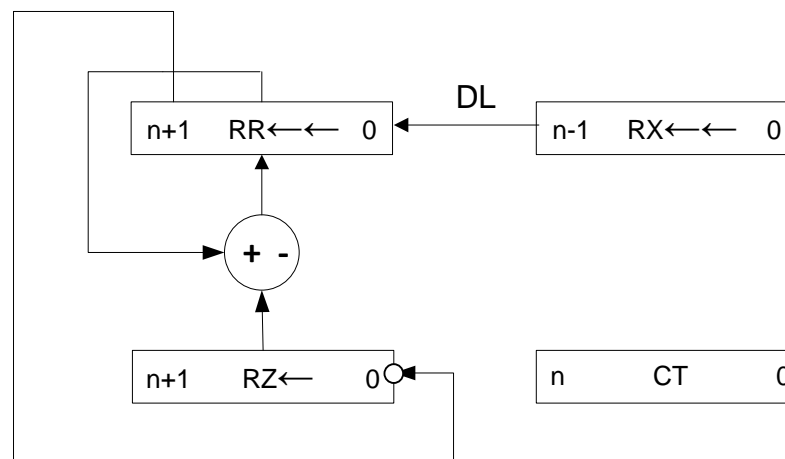 DL
n+1 RR←← 0
n-1 RX←← 0
+ -
n+1 RZ← 0
n CT 0